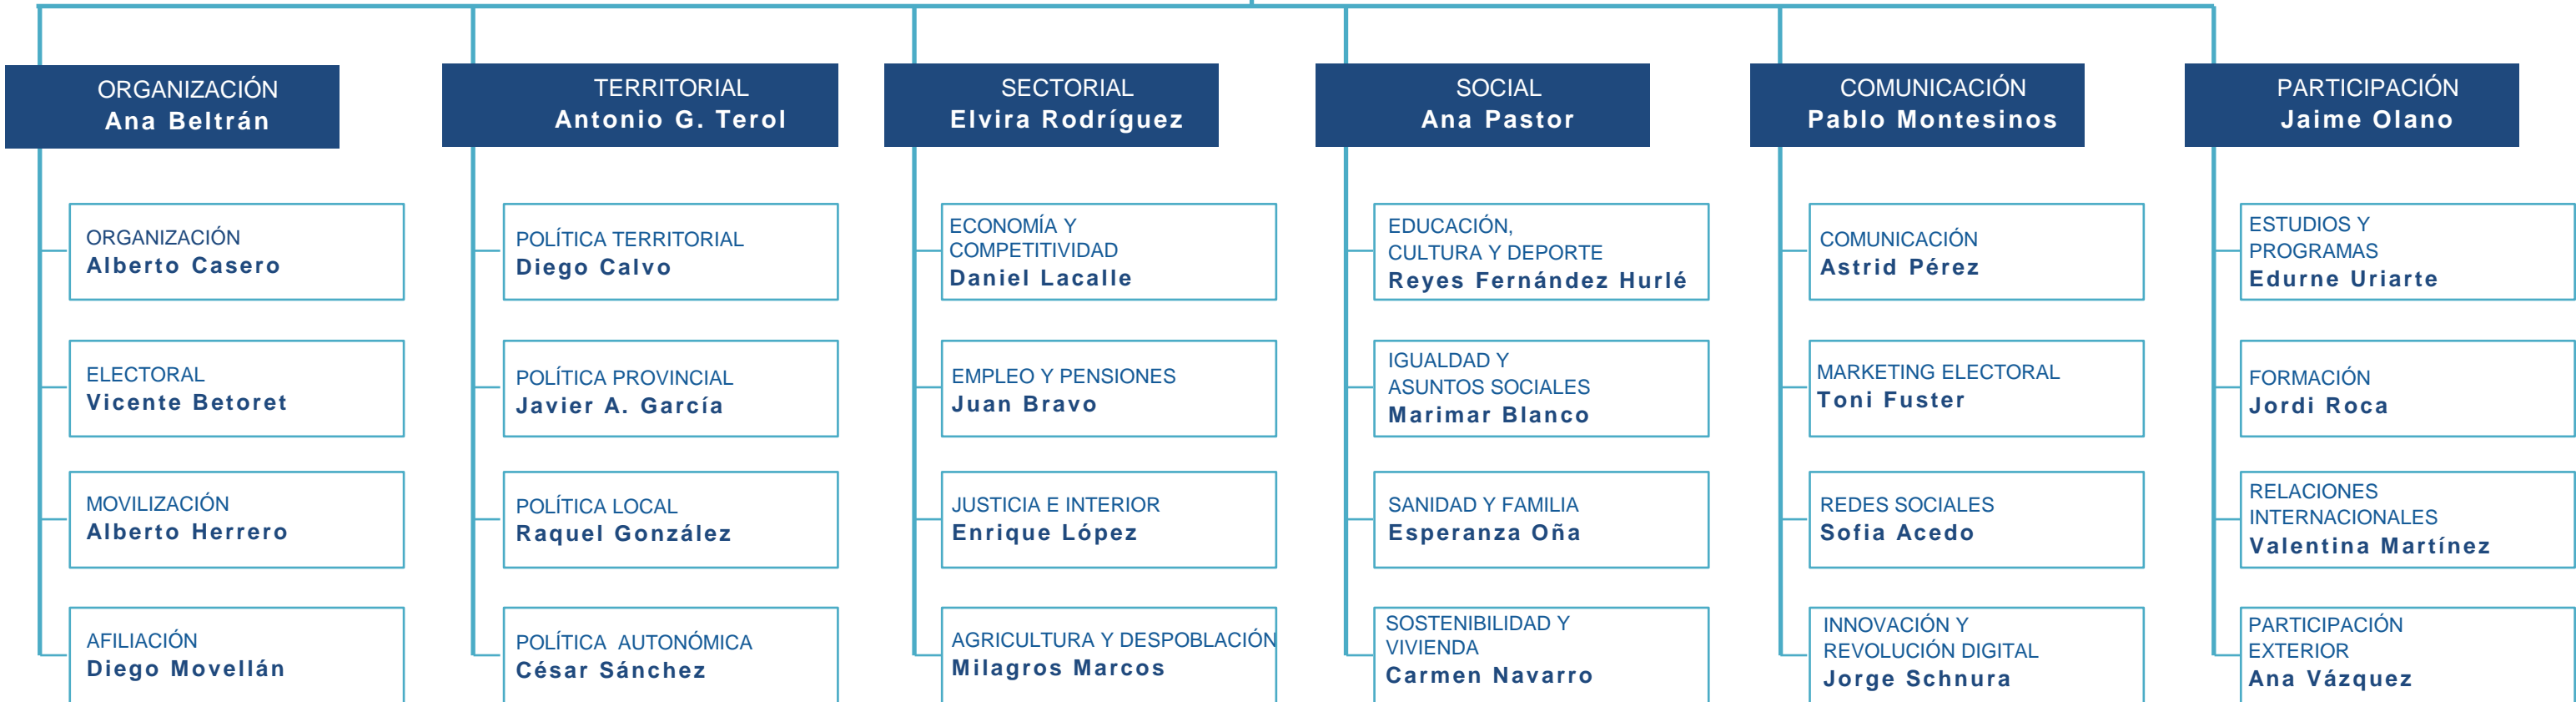 ORGANIZACIÓN
Ana Beltrán
TERRITORIAL
Antonio G. Terol
SECTORIAL
Elvira Rodríguez
SOCIAL
Ana Pastor
COMUNICACIÓN
Pablo Montesinos
PARTICIPACIÓN
Jaime Olano
ORGANIZACIÓN
Alberto Casero
POLÍTICA TERRITORIAL
Diego Calvo
ECONOMÍA Y
COMPETITIVIDAD
Daniel Lacalle
EDUCACIÓN,
CULTURA Y DEPORTE
Reyes Fernández Hurlé
COMUNICACIÓN
Astrid Pérez
ESTUDIOS Y
PROGRAMAS
Edurne Uriarte
ELECTORAL
Vicente Betoret
POLÍTICA PROVINCIAL
Javier A. García
EMPLEO Y PENSIONES
Juan Bravo
IGUALDAD Y
ASUNTOS SOCIALES
Marimar Blanco
MARKETING ELECTORAL
Toni Fuster
FORMACIÓN
Jordi Roca
MOVILIZACIÓN
Alberto Herrero
POLÍTICA LOCAL
Raquel González
JUSTICIA E INTERIOR
Enrique López
SANIDAD Y FAMILIA
Esperanza Oña
REDES SOCIALES
Sofia Acedo
RELACIONES
INTERNACIONALES
Valentina Martínez
AFILIACIÓN
Diego Movellán
POLÍTICA AUTONÓMICA
César Sánchez
AGRICULTURA Y DESPOBLACIÓN
Milagros Marcos
SOSTENIBILIDAD Y
VIVIENDA
Carmen Navarro
INNOVACIÓN Y
REVOLUCIÓN DIGITAL
Jorge Schnura
PARTICIPACIÓN
EXTERIOR
Ana Vázquez